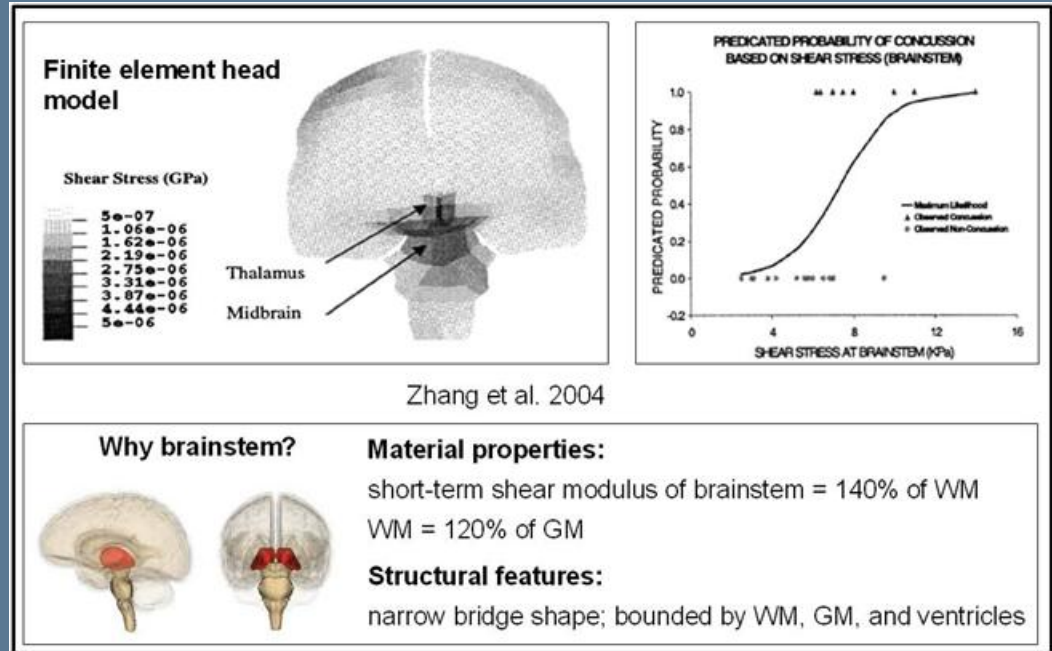 Finite element head
model
Shear Stress (GPa)
5e-07
1.06e-06
1.62e-06
2.19e-06
2.75e-06
3.31e-06
3.87e-06
4.44e-06
5e-06
Thalamus
Midbrain
PREDICATED PROBABILITY OF CONCUSSION
BASED ON SHEAR STRESS (BRAINSTEM)
PREDICATED PROBABILITY
1.0
0.8
0.6
0.4
0.2
0.0
-0.2
0 4 8 12 16
Maximum Likelihood
Observed Concussion
Observed Non-Concussion
SHEAR STRESS AT BRAINSTEM (KPa)
Zhang et al. 2004
Why brainstem?
Material properties:
short-term shear modulus of brainstem = 140% of WM
WM = 120% of GM
Structural features:
narrow bridge shape; bounded by WM, GM, and ventricles